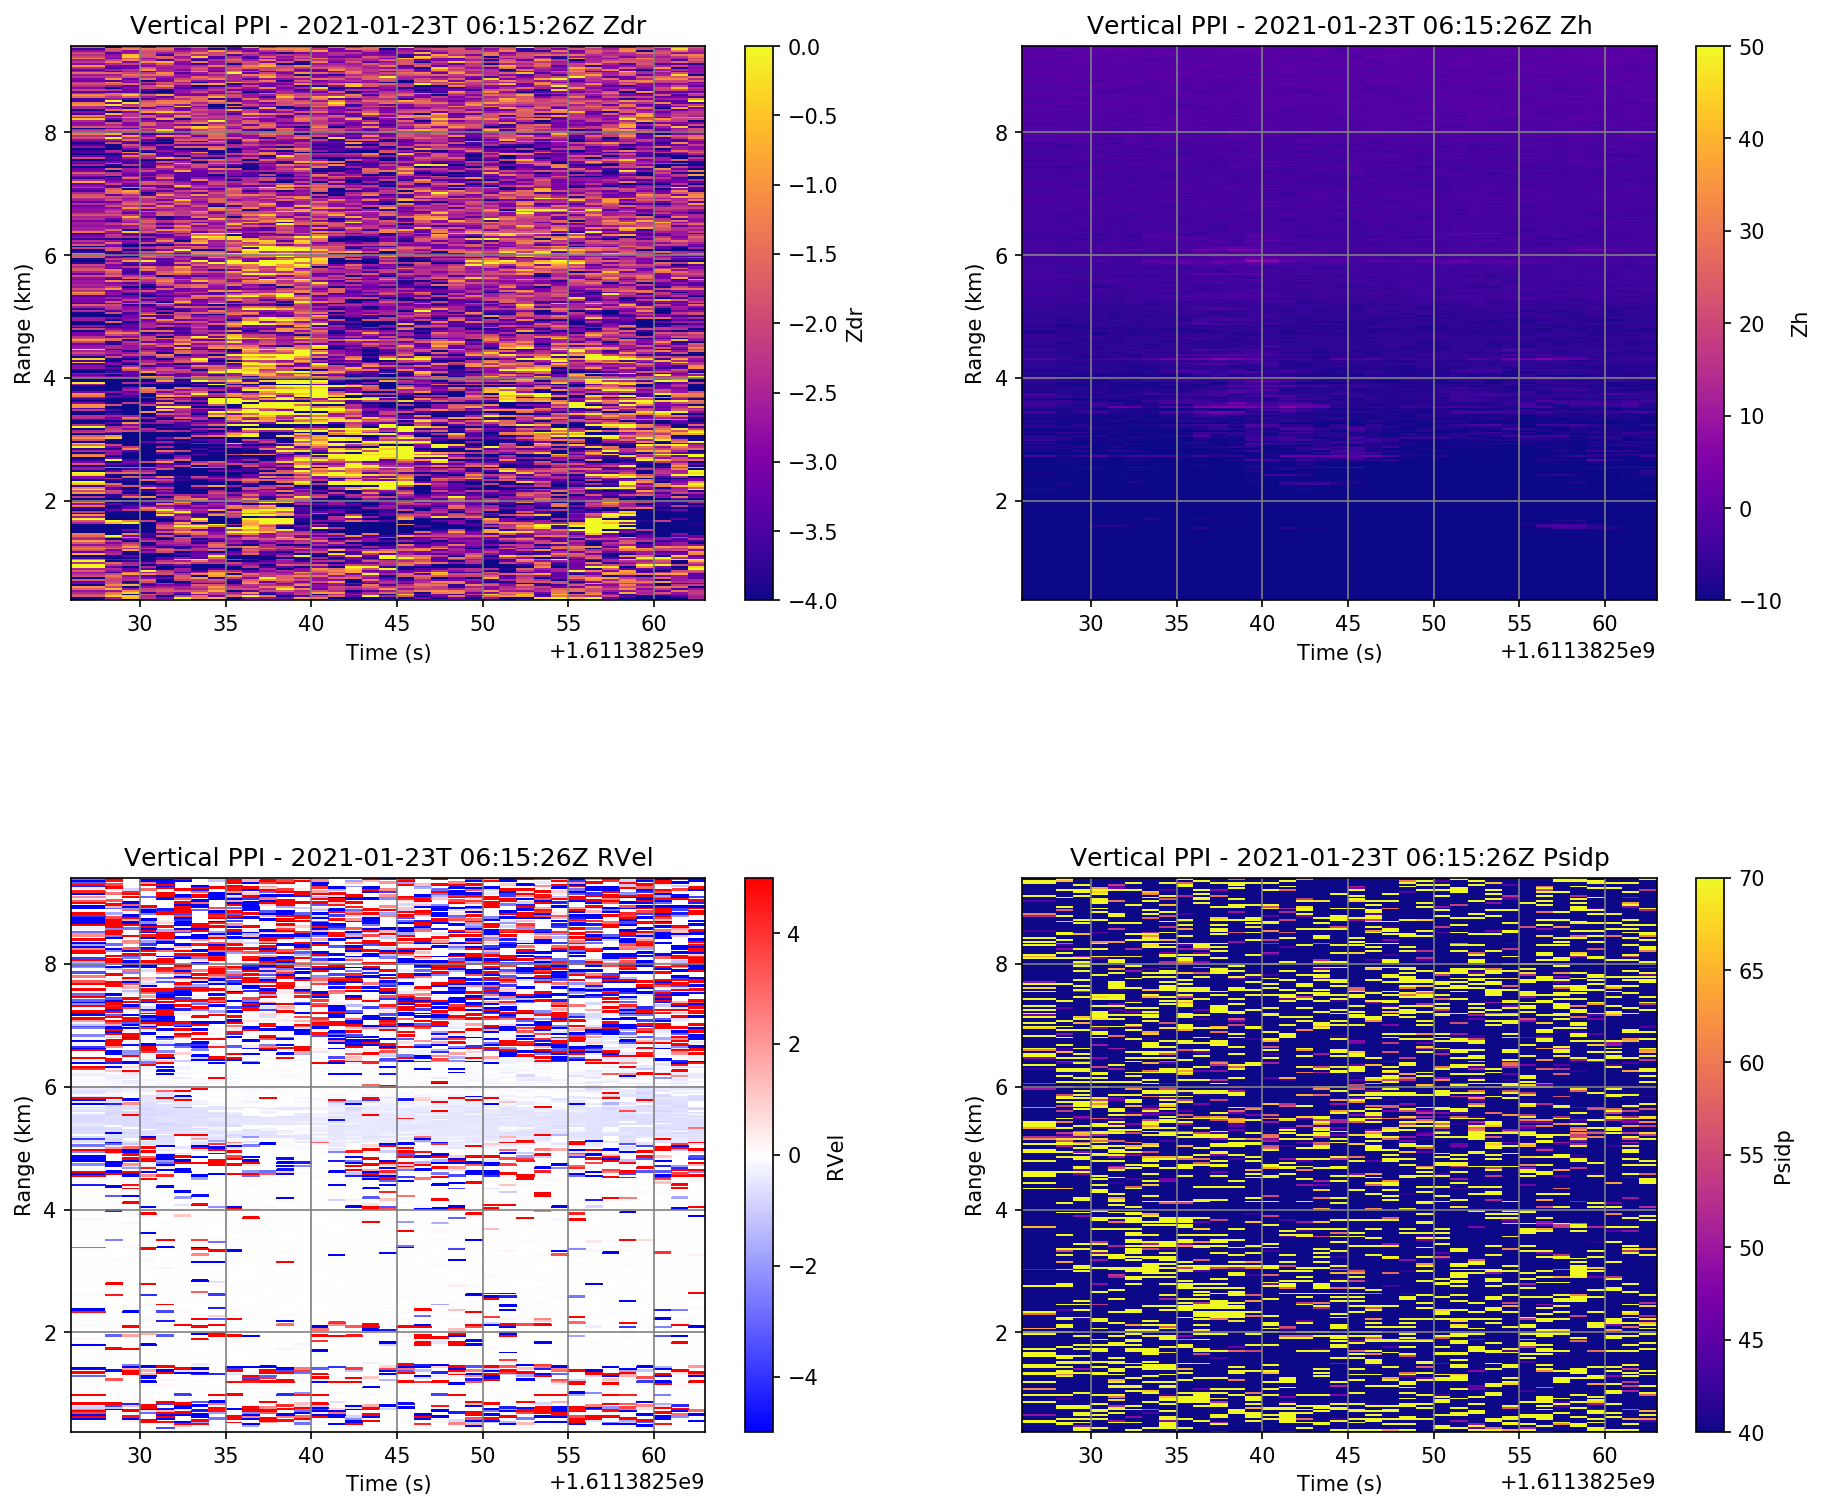 Vertical PPI - 2021-01-23T 06:15:26Z Zdr
8
6
4
2
Range (km)
30 35 40 45 50 55 60
Time (s)
+1.6113825e9
0.0
−0.5
−1.0
−1.5
−2.0
−2.5
−3.0
−3.5
−4.0
Zdr
Vertical PPI - 2021-01-23T 06:15:26Z Zh
8
6
4
2
Range (km)
30 35 40 45 50 55 60
Time (s)
+1.6113825e9
50
40
30
20
10
0
−10
Zh
Vertical PPI - 2021-01-23T 06:15:26Z RVel
8
6
4
2
Range (km)
30 35 40 45 50 55 60
Time (s)
+1.6113825e9
4
2
0
−2
−4
RVel
Vertical PPI - 2021-01-23T 06:15:26Z Psidp
8
6
4
2
Range (km)
30 35 40 45 50 55 60
Time (s)
+1.6113825e9
70
65
60
55
50
45
40
Psidp